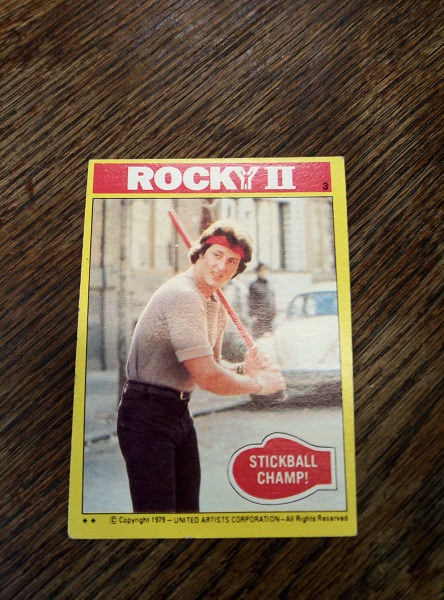 ROCKY II
3
STICKBALL
CHAMP!
** © Copyright 1979 — UNITED ARTISTS CORPORATION — All Rights Reserved